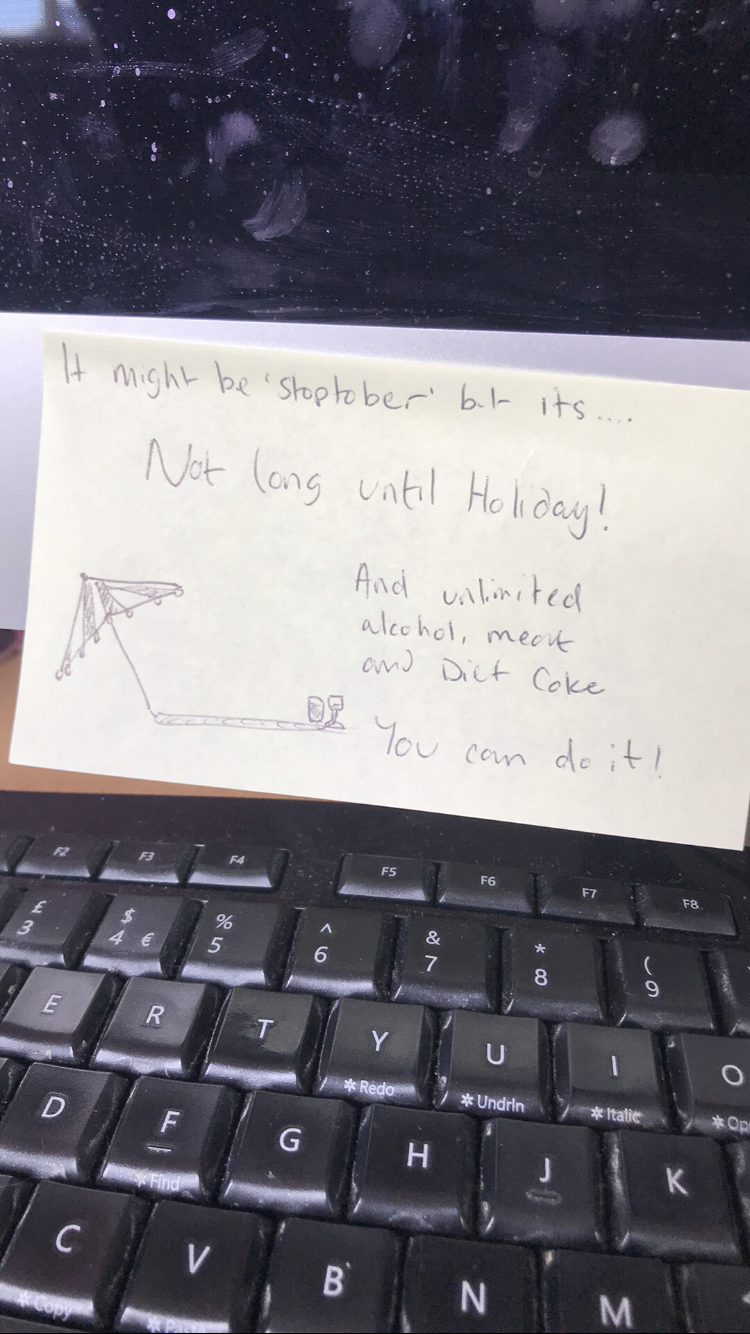 It might be 'stoptober' but its....
Not long until Holiday!
And unlimited
alcohol, meat
and Diet Coke
You can do it!
F2 F3 F4 F5 F6 F7 F8
£ $ % ^ & * (
3 4 € 5 6 7 8 9
E R T Y U I O
Redo Undrln Italic
D F G H J K
Find
C V B N M
Copy